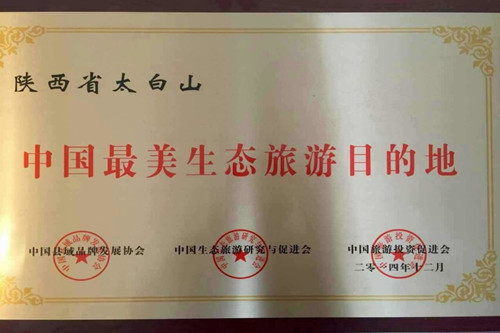 陕西省太白山
中国最美生态旅游目的地
中国县域品牌发展协会 中国生态旅游研究与促进会 中国旅游投资促进会
二零一四年十二月